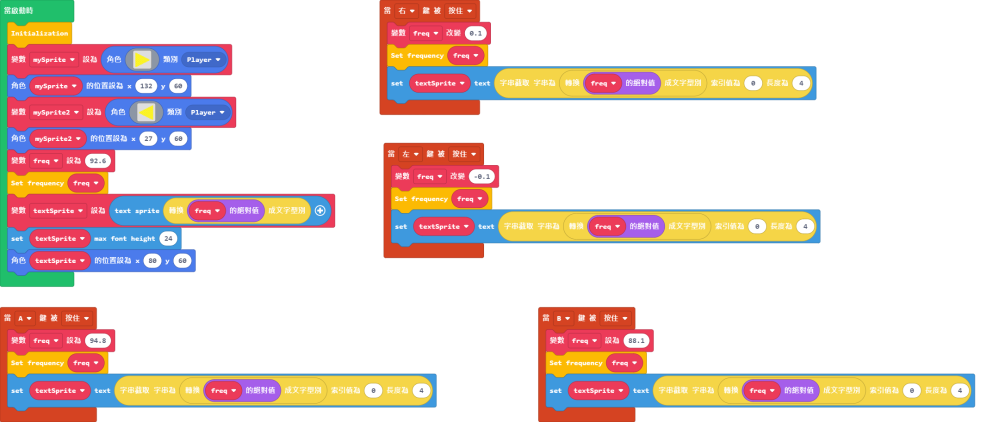 當啟動時
Initialization
變數 mySprite 設為 角色 類別 Player
角色 mySprite 的位置設為 x 132 y 60
變數 mySprite2 設為 角色 類別 Player
角色 mySprite2 的位置設為 x 27 y 60
變數 freq 設為 92.6
Set frequency freq
變數 textSprite 設為 text sprite 轉換 freq 的絕對值 成文字型別
set textSprite max font height 24
角色 textSprite 的位置設為 x 80 y 60
當 右 鍵 被 按住
變數 freq 改變 0.1
Set frequency freq
set textSprite text 字串截取 字串為 轉換 freq 的絕對值 成文字型別 索引值為 0 長度為 4
當 左 鍵 被 按住
變數 freq 改變 -0.1
Set frequency freq
set textSprite text 字串截取 字串為 轉換 freq 的絕對值 成文字型別 索引值為 0 長度為 4
當 A 鍵 被 按住
變數 freq 設為 94.8
Set frequency freq
set textSprite text 字串截取 字串為 轉換 freq 的絕對值 成文字型別 索引值為 0 長度為 4
當 B 鍵 被 按住
變數 freq 設為 88.1
Set frequency freq
set textSprite text 字串截取 字串為 轉換 freq 的絕對值 成文字型別 索引值為 0 長度為 4